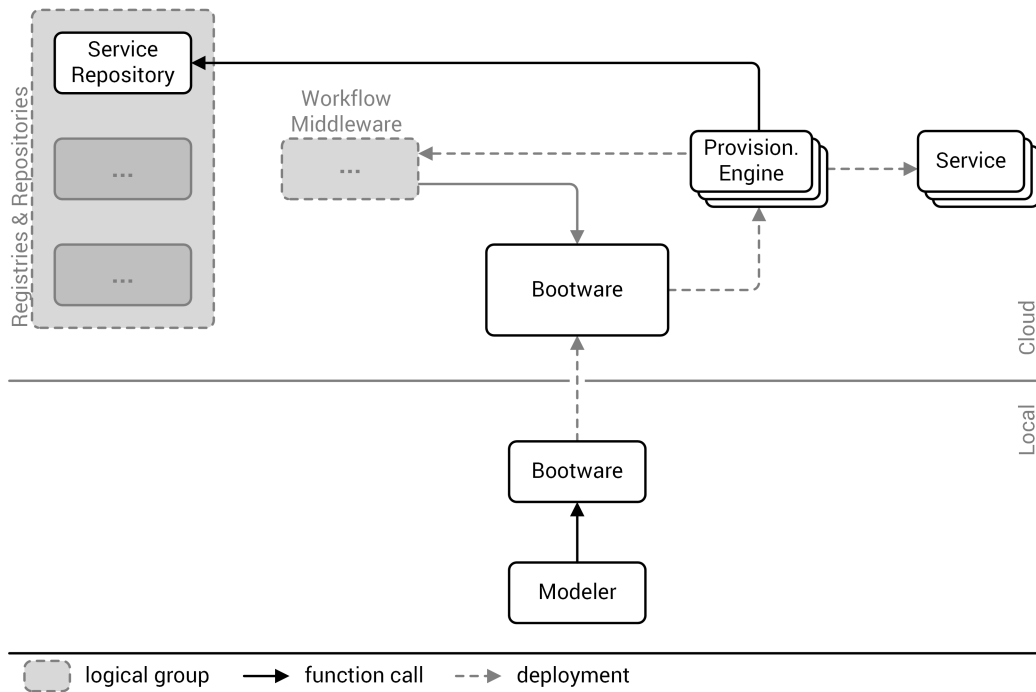 Service
Repository
...
...
Registries & Repositories
Workflow
Middleware
...
Provision.
Engine
Service
Bootware
Cloud
Local
Bootware
Modeler
logical group
function call
deployment